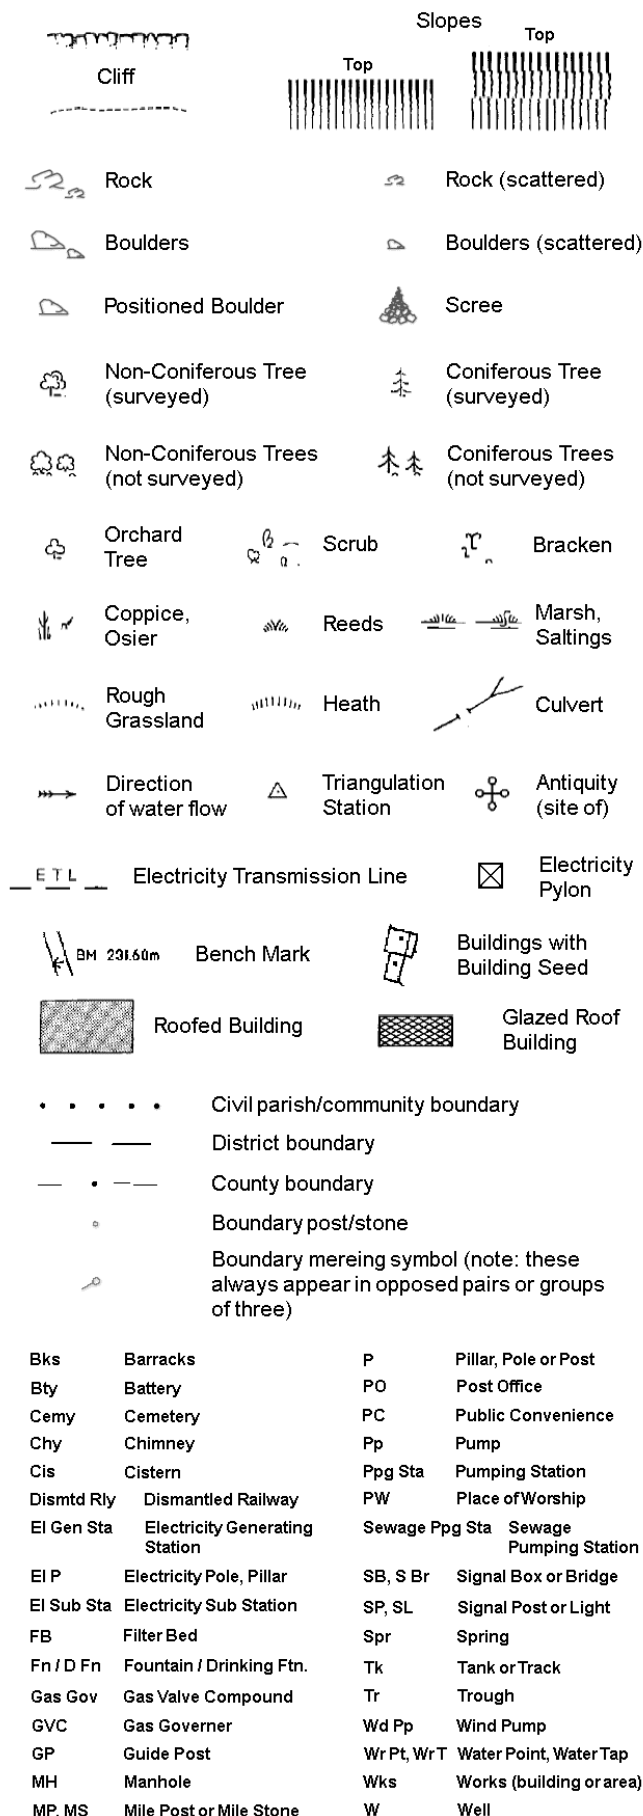 Slopes
Top
Top
Cliff
Rock
Rock (scattered)
Boulders
Boulders (scattered)
Positioned Boulder
Scree
Non-Coniferous Tree
(surveyed)
Coniferous Tree
(surveyed)
Non-Coniferous Trees
(not surveyed)
Coniferous Trees
(not surveyed)
Orchard
Tree
Scrub
Bracken
Coppice,
Osier
Reeds
Marsh,
Saltings
Rough
Grassland
Heath
Culvert
Direction
of water flow
Triangulation
Station
Antiquity
(site of)
E T L
Electricity Transmission Line
Electricity
Pylon
BM 231.60m
Bench Mark
Buildings with
Building Seed
Roofed Building
Glazed Roof
Building
Civil parish/community boundary
District boundary
County boundary
Boundary post/stone
Boundary mereing symbol (note: these
always appear in opposed pairs or groups
of three)
Bks Barracks
P Pillar, Pole or Post
Bty Battery
PO Post Office
Cemy Cemetery
PC Public Convenience
Chy Chimney
Pp Pump
Cis Cistern
Ppg Sta Pumping Station
Dismtd Rly Dismantled Railway
PW Place of Worship
El Gen Sta Electricity Generating
Station
Sewage Ppg Sta Sewage
Pumping Station
El P Electricity Pole, Pillar
SB, S Br Signal Box or Bridge
El Sub Sta Electricity Sub Station
SP, SL Signal Post or Light
FB Filter Bed
Spr Spring
Fn / D Fn Fountain / Drinking Ftn.
Tk Tank or Track
Gas Gov Gas Valve Compound
Tr Trough
GVC Gas Governer
Wd Pp Wind Pump
GP Guide Post
Wr Pt, Wr T Water Point, Water Tap
MH Manhole
Wks Works (building or area)
MP, MS Mile Post or Mile Stone
W Well